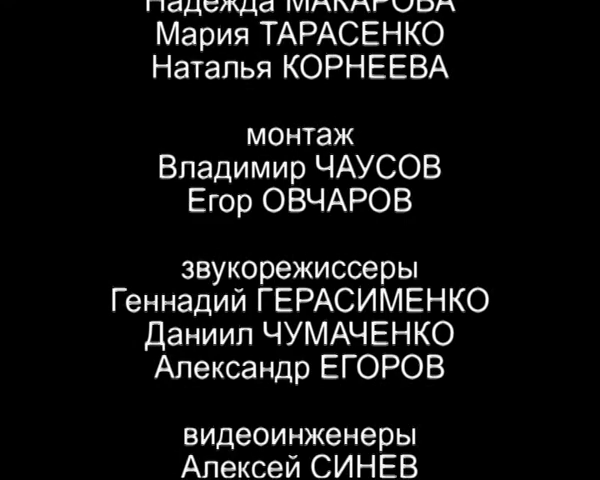 Надежда МАКАРОВА
Мария ТАРАСЕНКО
Наталья КОРНЕЕВА
монтаж
Владимир ЧАУСОВ
Егор ОВЧАРОВ
звукорежиссеры
Геннадий ГЕРАСИМЕНКО
Даниил ЧУМАЧЕНКО
Александр ЕГОРОВ
видеоинженеры
Алексей СИНЕВ